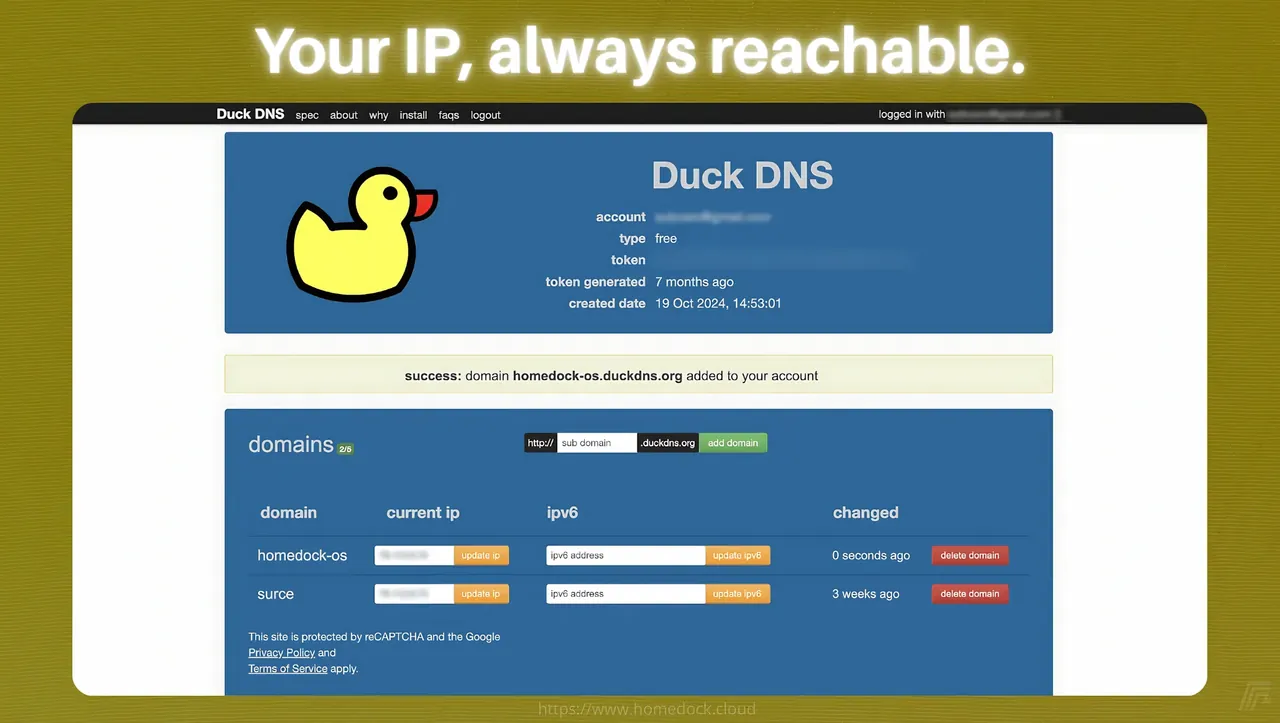 Your IP, always reachable.
Duck DNS spec about why install faqs logout logged in with
Duck DNS
account
type free
token
token generated 7 months ago
created date 19 Oct 2024, 14:53:01
success: domain homedock-os.duckdns.org added to your account
domains 2/5 http:// sub domain .duckdns.org add domain
domain current ip ipv6 changed
homedock-os update ip ipv6 address update ipv6 0 seconds ago delete domain
surce update ip ipv6 address update ipv6 3 weeks ago delete domain
This site is protected by reCAPTCHA and the Google
Privacy Policy and
Terms of Service apply.
https://www.homedock.cloud